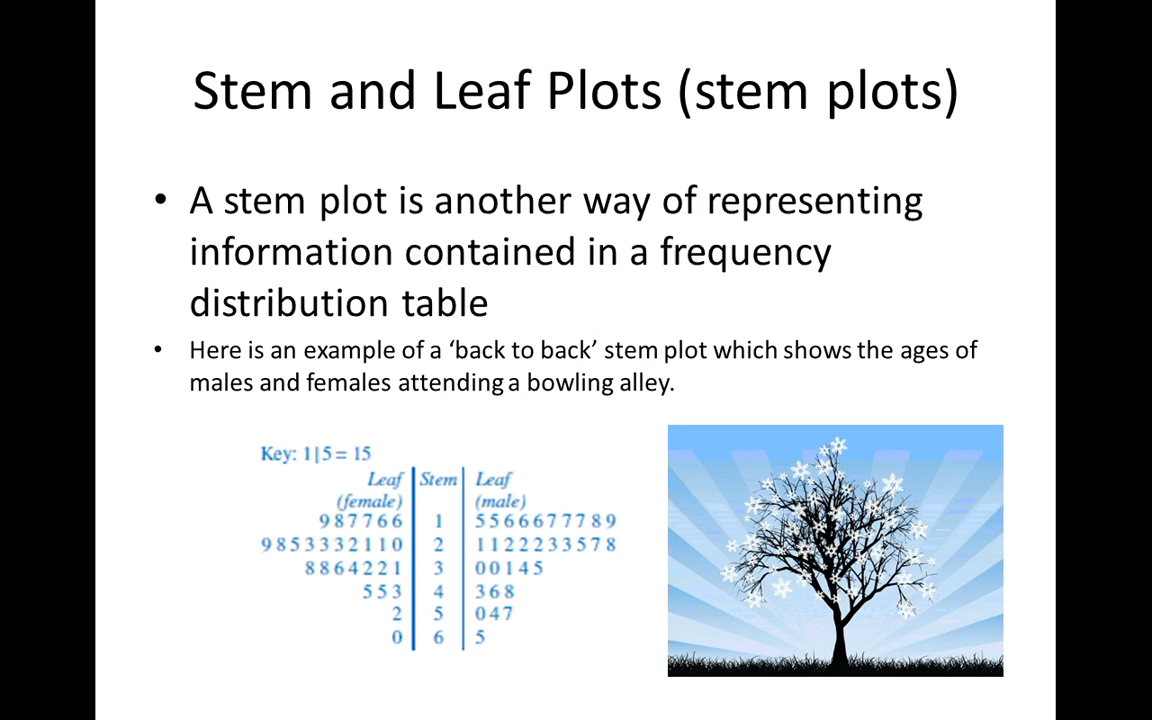 Stem and Leaf Plots (stem plots)
• A stem plot is another way of representing
information contained in a frequency
distribution table
• Here is an example of a ‘back to back’ stem plot which shows the ages of
males and females attending a bowling alley.
Key: 1|5 = 15
Leaf Stem Leaf
(female) (male)
9 8 7 7 6 6 1 5 5 6 6 6 7 7 7 8 9
9 8 5 3 3 3 2 1 1 0 2 1 1 2 2 2 3 3 5 7 8
8 8 6 4 2 2 1 3 0 0 1 4 5
5 5 3 4 3 6 8
2 5 0 4 7
0 6 5